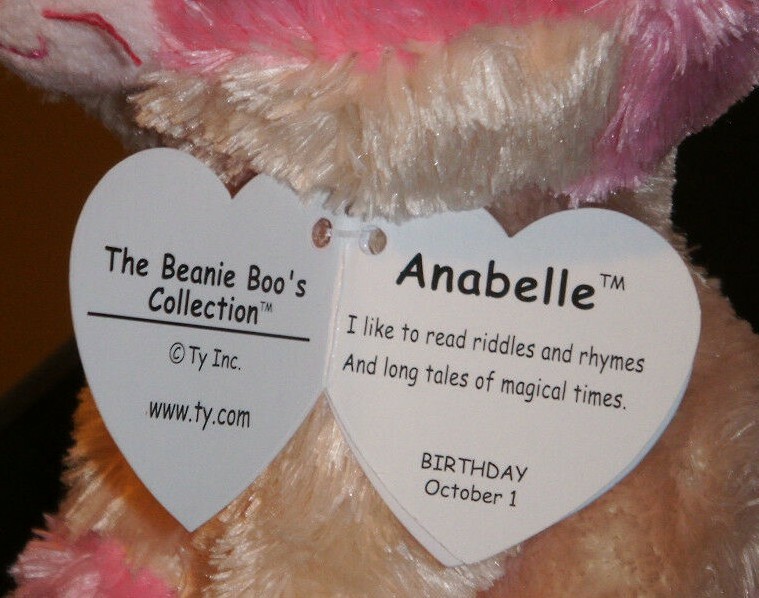 The Beanie Boo's
Collection™
© Ty Inc.
www.ty.com
Anabelle™
I like to read riddles and rhymes
And long tales of magical times.
BIRTHDAY
October 1